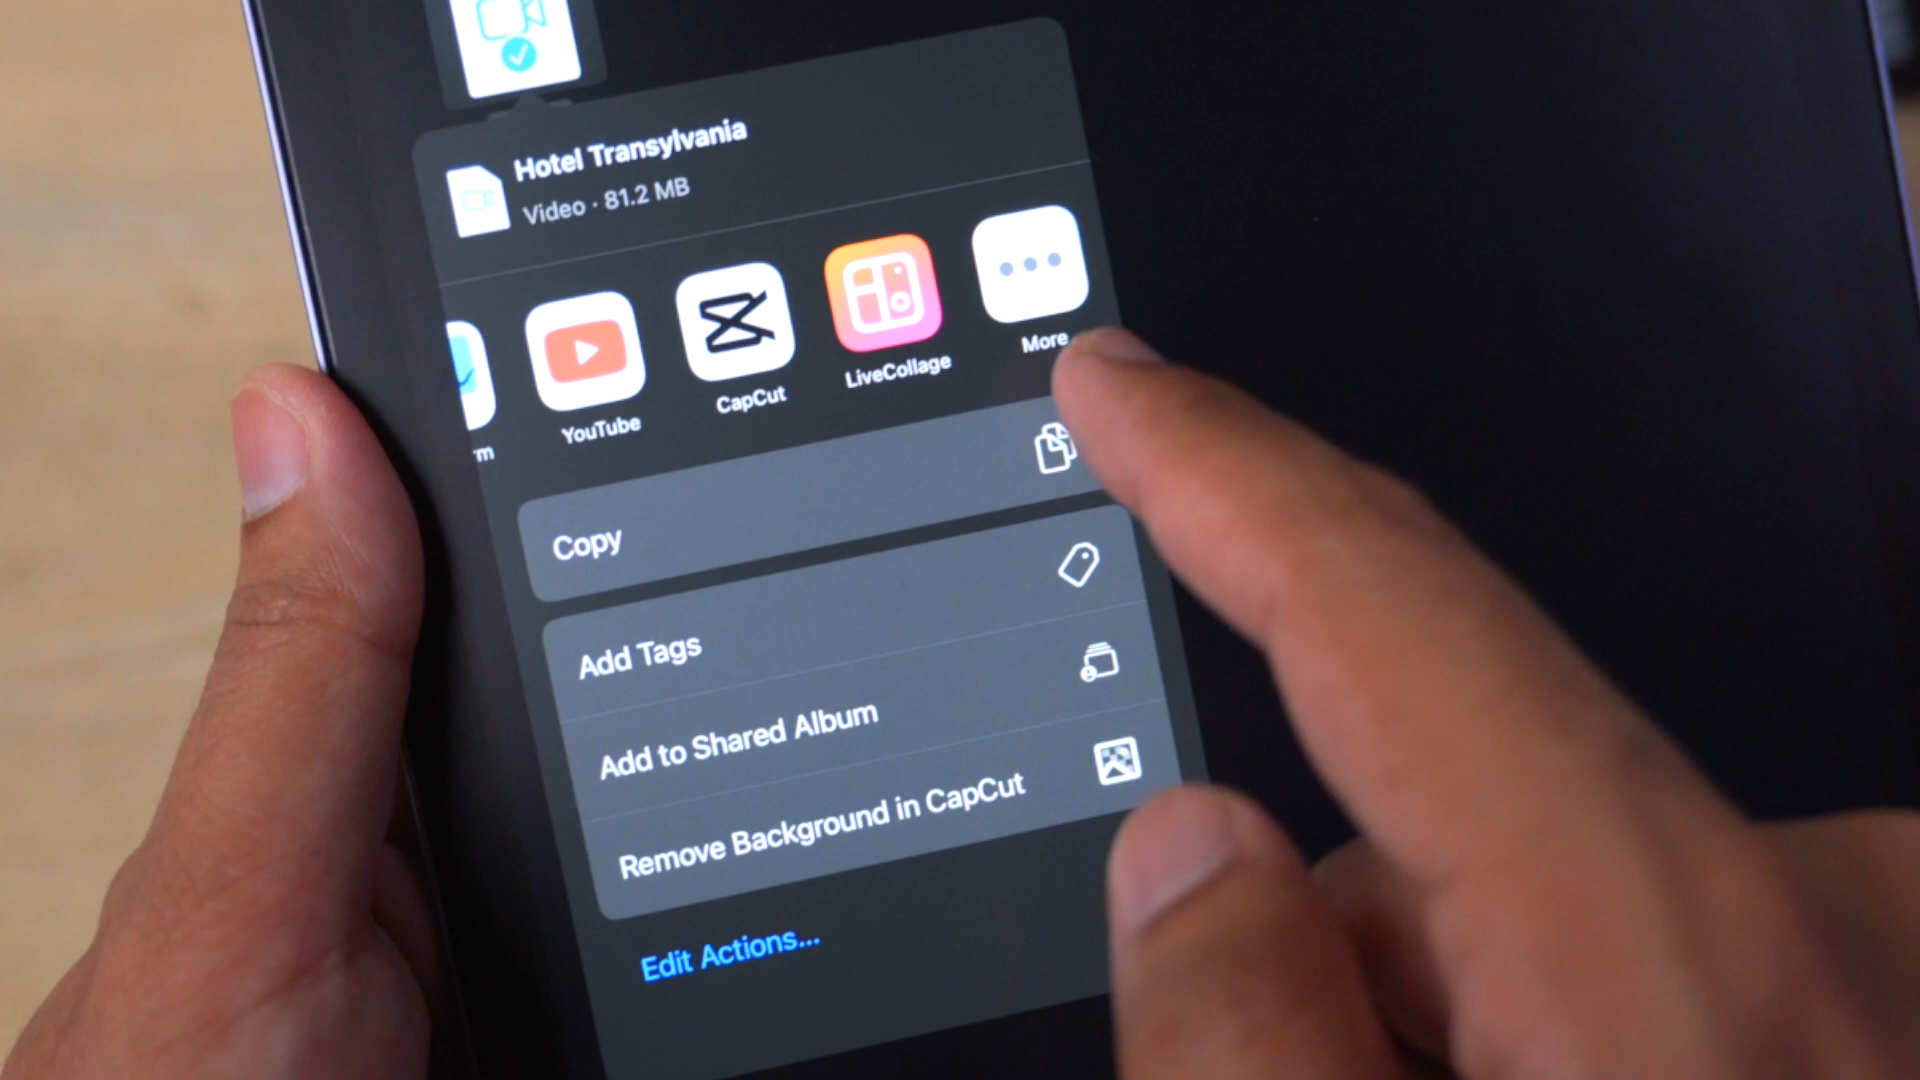 Hotel Transylvania
Video · 81.2 MB
rm
YouTube
CapCut
LiveCollage
More
Copy
Add Tags
Add to Shared Album
Remove Background in CapCut
Edit Actions...